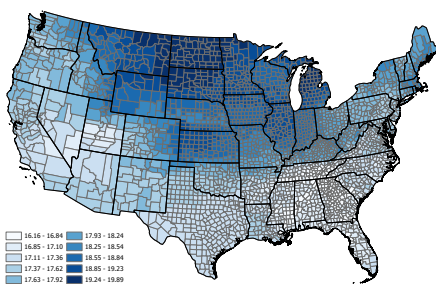 16.16 - 16.84 17.93 - 18.24
16.85 - 17.10 18.25 - 18.54
17.11 - 17.36 18.55 - 18.84
17.37 - 17.62 18.85 - 19.23
17.63 - 17.92 19.24 - 19.89